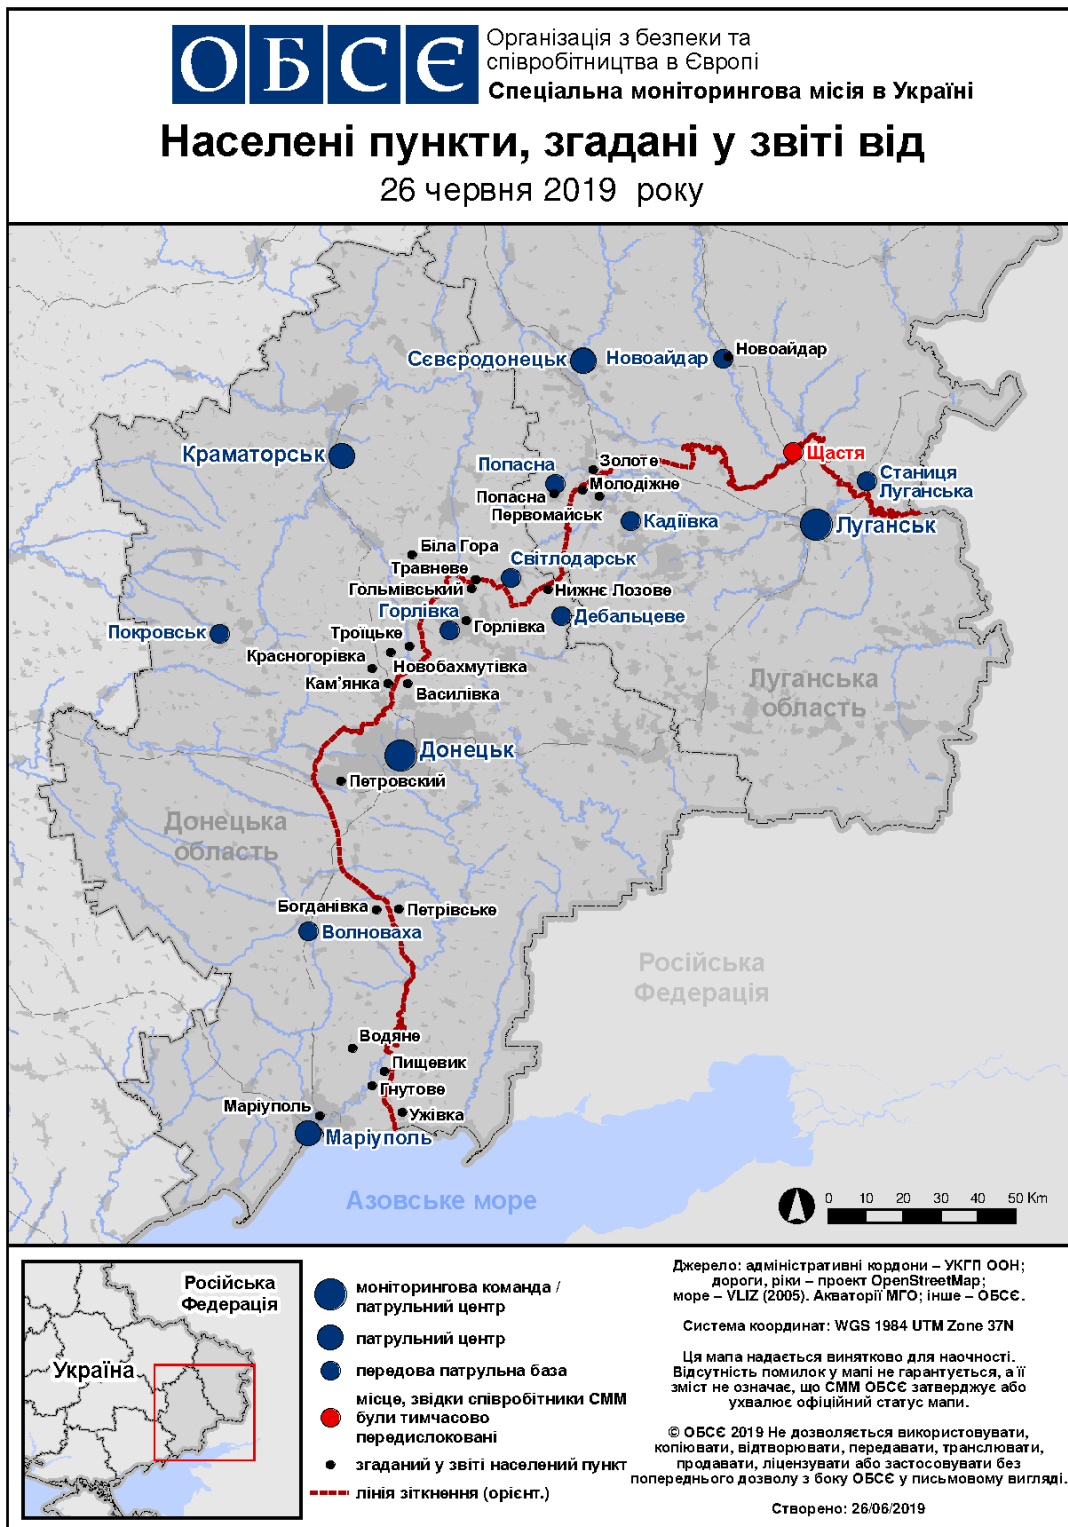 ОБСЄ
Організація з безпеки та
співробітництва в Європі
Спеціальна моніторингова місія в Україні
Населені пункти, згадані у звіті від
26 червня 2019 року
Сєвєродонецьк
Новоайдар
Новоайдар
Краматорськ
Щастя
Золоте
Попасна
Станиця
Луганська
Молодіжне
Попасна
Первомайськ
Кадіївка
Луганськ
Біла Гора
Світлодарськ
Травневе
Гольмівський
Нижнє Лозове
Горлівка
Дебальцеве
Горлівка
Покровськ
Троїцьке
Красногорівка
Новобахмутівка
Кам'янка
Василівка
Луганська
область
Донецьк
Петровский
Донецька
область
Богданівка
Петрівське
Волноваха
Російська
Федерація
Водяне
Пищевик
Гнутове
Маріуполь
Ужівка
Маріуполь
Азовське море
0 10 20 30 40 50 Km
Російська
Федерація
Україна
моніторингова команда /
патрульний центр
патрульний центр
передова патрульна база
місце, звідки співробітники СММ
були тимчасово
передислоковані
згаданий у звіті населений пункт
лінія зіткнення (орієнт.)
Джерело: адміністративні кордони – УКГП ООН;
дороги, ріки – проект OpenStreetMap;
море – VLIZ (2005). Акваторії МГО; інше – ОБСЄ.
Система координат: WGS 1984 UTM Zone 37N
Ця мапа надається винятково для наочності.
Відсутність помилок у мапі не гарантується, а її
зміст не означає, що СММ ОБСЄ затверджує або
ухвалює офіційний статус мапи.
© ОБСЄ 2019 Не дозволяється використовувати,
копіювати, відтворювати, передавати, транслювати,
продавати, ліцензувати або застосовувати без
попереднього дозволу з боку ОБСЄ у письмовому вигляді.
Створено: 26/06/2019